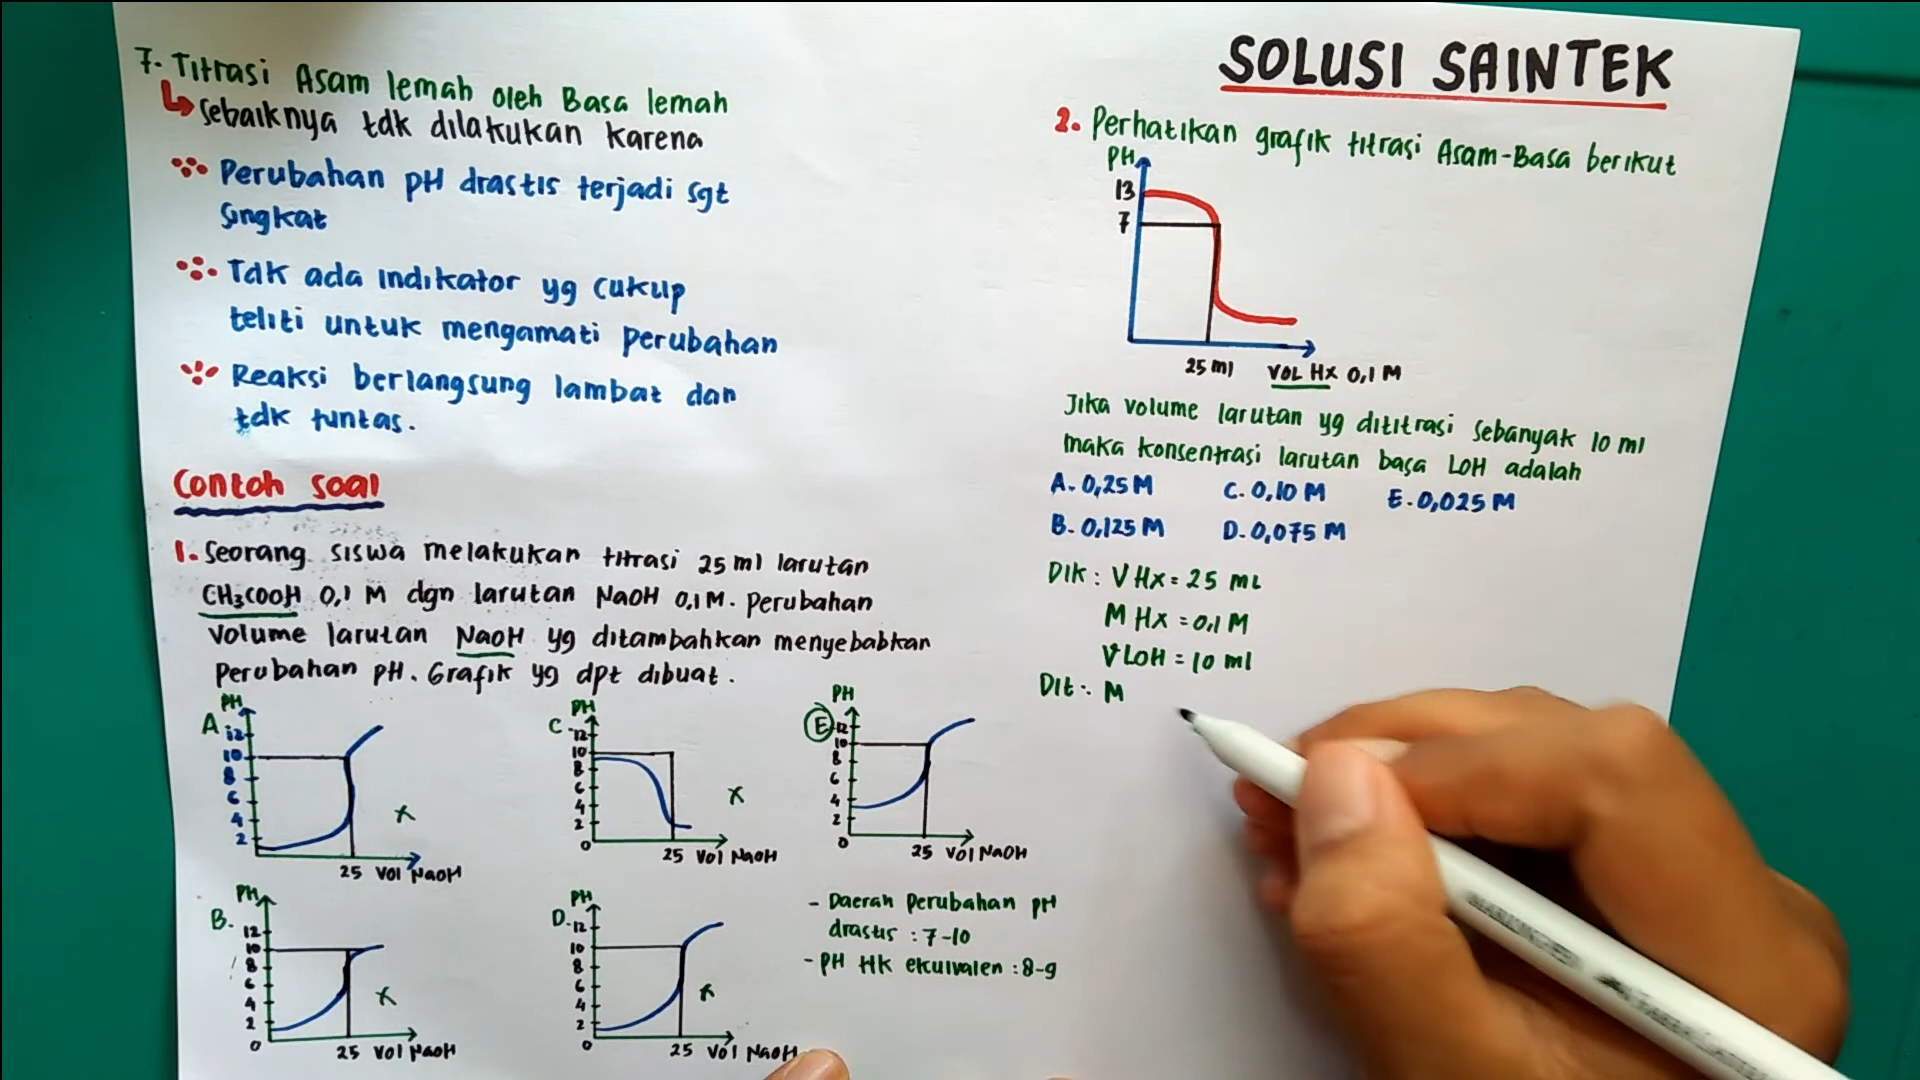 7. Titrasi Asam lemah oleh Basa lemah
↳ sebaiknya tdk dilakukan karena
Perubahan pH drastis terjadi sgt
singkat
Tdk ada indikator yg cukup
teliti untuk mengamati perubahan
Reaksi berlangsung lambat dan
tdk tuntas.
Contoh soal
1. Seorang siswa melakukan titrasi 25 ml larutan
CH3COOH 0,1 M dgn larutan NaOH 0,1 M. Perubahan
volume larutan NaOH yg ditambahkan menyebabkan
perubahan pH. Grafik yg dpt dibuat.
A.
PH
12
10
8
6
4
2
25 Vol NaOH
C.
PH
12
10
8
6
4
2
0
25 Vol NaOH
x
E
PH
12
10
8
6
4
2
0
25 Vol NaOH
x
B.
PH
12
10
8
6
4
2
0
25 Vol NaOH
x
D.
PH
12
10
8
6
4
2
0
25 Vol NaOH
x
- Daerah perubahan pH
drastis : 7-10
- PH ttk ekuivalen : 8-9
SOLUSI SAINTEK
2. Perhatikan grafik titrasi Asam-Basa berikut
PH
13
7
25 ml VOL HX 0,1 M
Jika volume larutan yg dititrasi sebanyak 10 ml
maka konsentrasi larutan basa LOH adalah
A. 0,25 M C. 0,10 M E. 0,025 M
B. 0,125 M D. 0,075 M
Dik : V HX = 25 mL
M HX = 0,1 M
V LOH = 10 ml
Dit : M